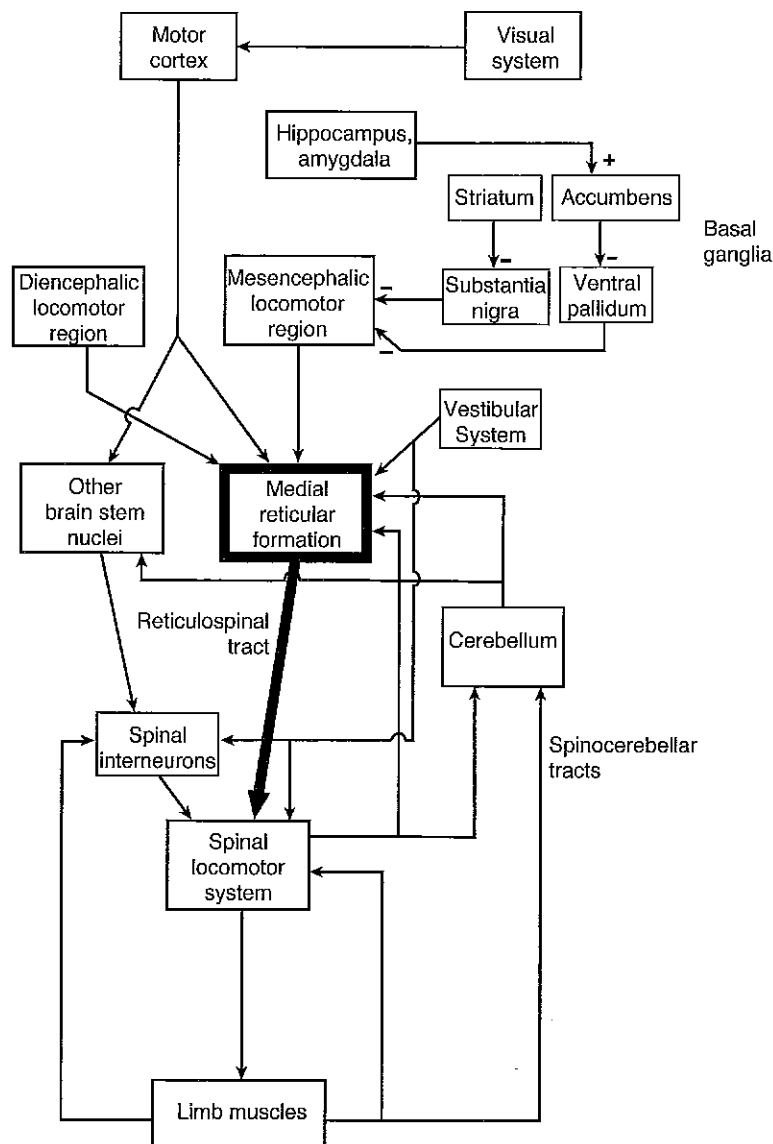 Motor
cortex
Visual
system
Hippocampus,
amygdala
+
Striatum
Accumbens
Basal
ganglia
–
–
Diencephalic
locomotor
region
Mesencephalic
locomotor
region
–
Substantia
nigra
Ventral
pallidum
–
Vestibular
System
Other
brain stem
nuclei
Medial
reticular
formation
Reticulospinal
tract
Cerebellum
Spinal
interneurons
Spinocerebellar
tracts
Spinal
locomotor
system
Limb muscles